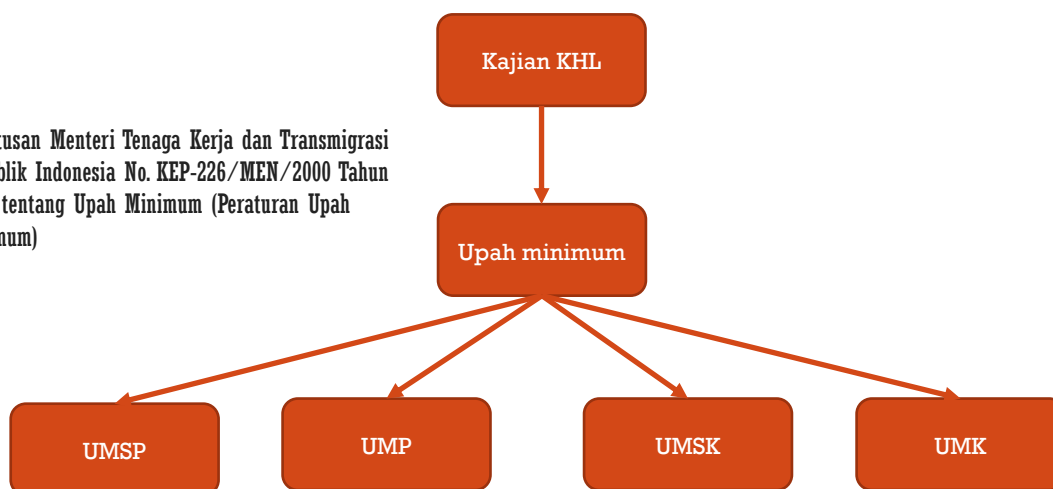 Kajian KHL
usan Menteri Tenaga Kerja dan Transmigrasi
blik Indonesia No. KEP-226/MEN/2000 Tahun
tentang Upah Minimum (Peraturan Upah
mum)
Upah minimum
UMSP
UMP
UMSK
UMK